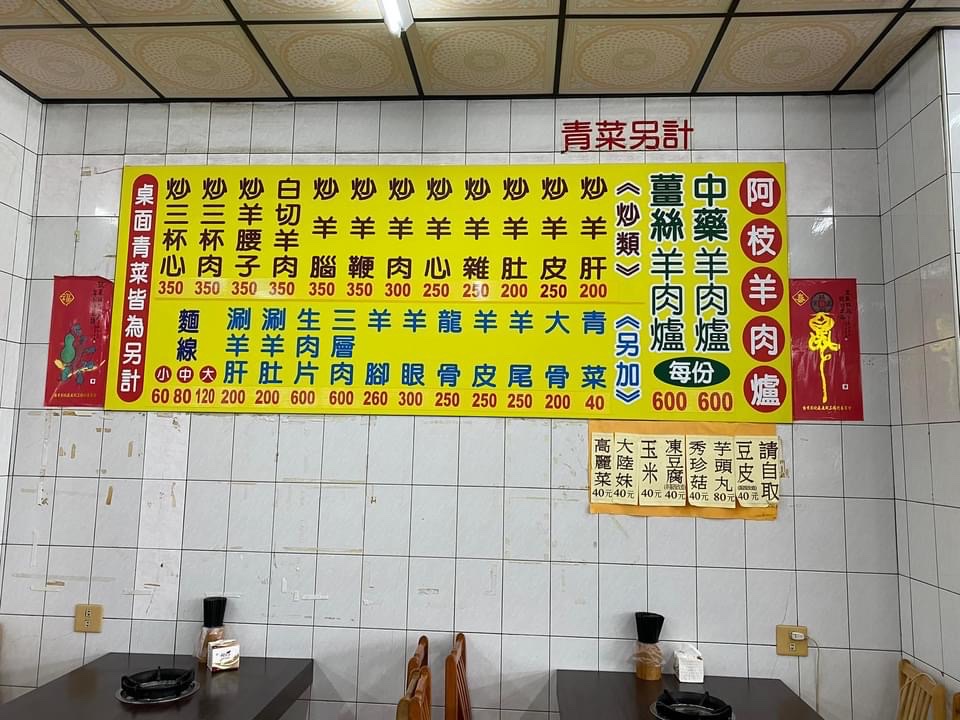 青菜另計
阿枝羊肉爐
中藥羊肉爐
薑絲羊肉爐
每份
600 600
《炒類》
炒羊肝 200
炒羊皮 250
炒羊肚 200
炒羊雜 250
炒羊心 250
炒羊肉 300
炒羊鞭 350
炒羊腦 350
白切羊肉 350
炒羊腰子 350
炒三杯肉 350
炒三杯心 350
《另加》
青菜 40
大骨 200
羊尾 250
羊皮 250
龍骨 250
羊眼 300
羊腳 260
三層肉 600
生肉片 600
涮羊肚 200
涮羊肝 200
麵線
大 120
中 80
小 60
桌面青菜皆為另計
請自取
豆皮 40元
芋頭丸 80元
秀珍菇 40元
凍豆腐 40元
玉米 40元
大陸妹 40元
高麗菜 40元